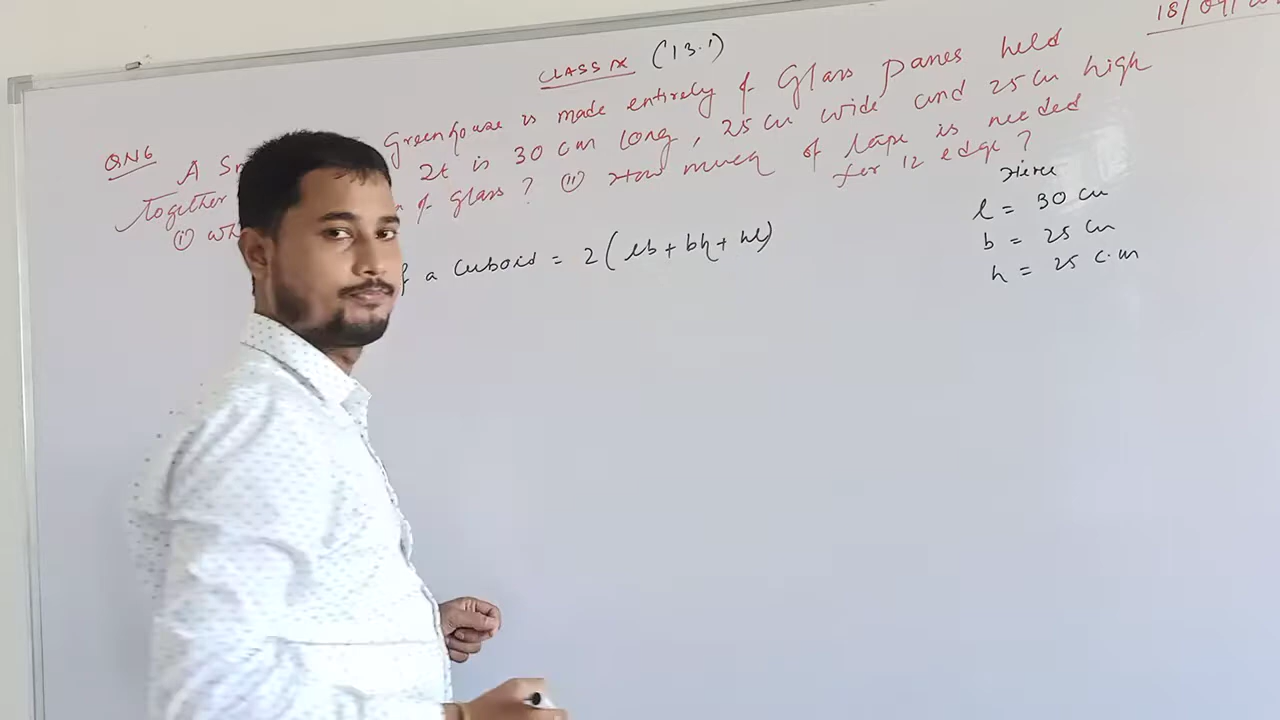 18/04/
CLASS IX (13.1)
QN6 A Greenhouse is made entirely of Glass panes held
Together It is 30 cm long, 25 cm wide and 25 cm high
(i) of glass? (ii) How much of tape is needed
for 12 edge?
Here
l = 30 cm
b = 25 cm
h = 25 c.m
a cuboid = 2(lb + bh + hl)